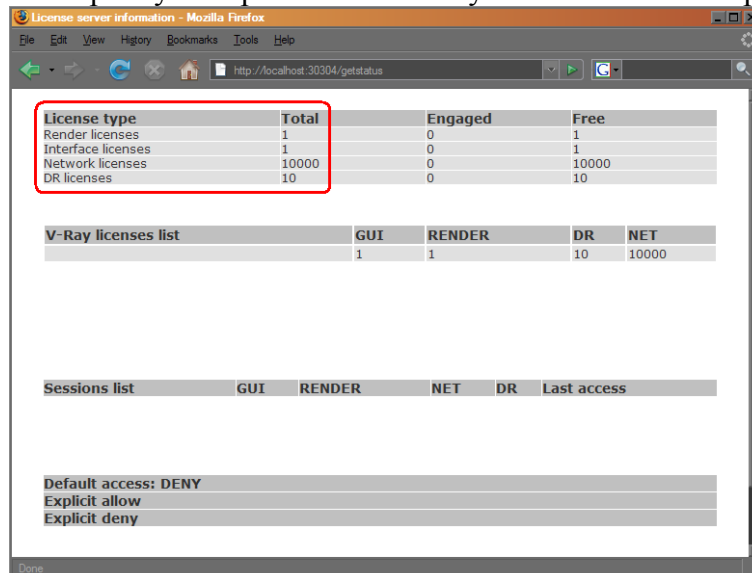 License server information - Mozilla Firefox
File Edit View History Bookmarks Tools Help
http://localhost:30304/getstatus G
License type Total Engaged Free
Render licenses 1 0 1
Interface licenses 1 0 1
Network licenses 10000 0 10000
DR licenses 10 0 10
V-Ray licenses list GUI RENDER DR NET
1 1 10 10000
Sessions list GUI RENDER NET DR Last access
Default access: DENY
Explicit allow
Explicit deny
Done